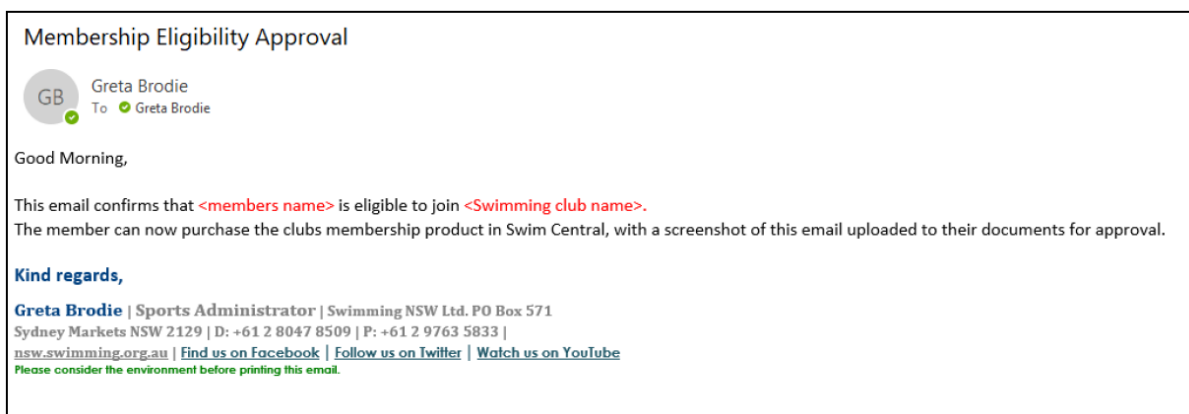 Membership Eligibility Approval
GB
Greta Brodie
To Greta Brodie
Good Morning,
This email confirms that <members name> is eligible to join <Swimming club name>.
The member can now purchase the clubs membership product in Swim Central, with a screenshot of this email uploaded to their documents for approval.
Kind regards,
Greta Brodie | Sports Administrator | Swimming NSW Ltd. PO Box 571
Sydney Markets NSW 2129 | D: +61 2 8047 8509 | P: +61 2 9763 5833 |
nsw.swimming.org.au | Find us on Facebook | Follow us on Twitter | Watch us on YouTube
Please consider the environment before printing this email.